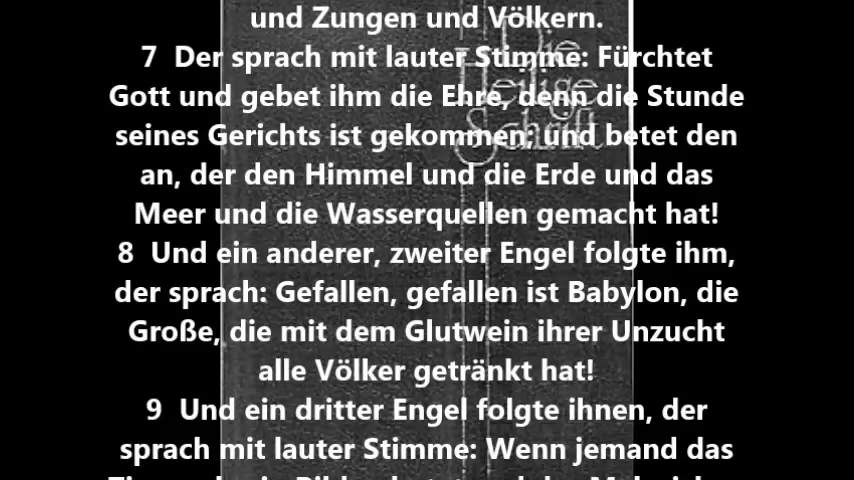 und Zungen und Völkern.
7 Der sprach mit lauter Stimme: Fürchtet
Gott und gebet ihm die Ehre, denn die Stunde
seines Gerichts ist gekommen; und betet den
an, der den Himmel und die Erde und das
Meer und die Wasserquellen gemacht hat!
8 Und ein anderer, zweiter Engel folgte ihm,
der sprach: Gefallen, gefallen ist Babylon, die
Große, die mit dem Glutwein ihrer Unzucht
alle Völker getränkt hat!
9 Und ein dritter Engel folgte ihnen, der
sprach mit lauter Stimme: Wenn jemand das
Die
Heilige
Schrift